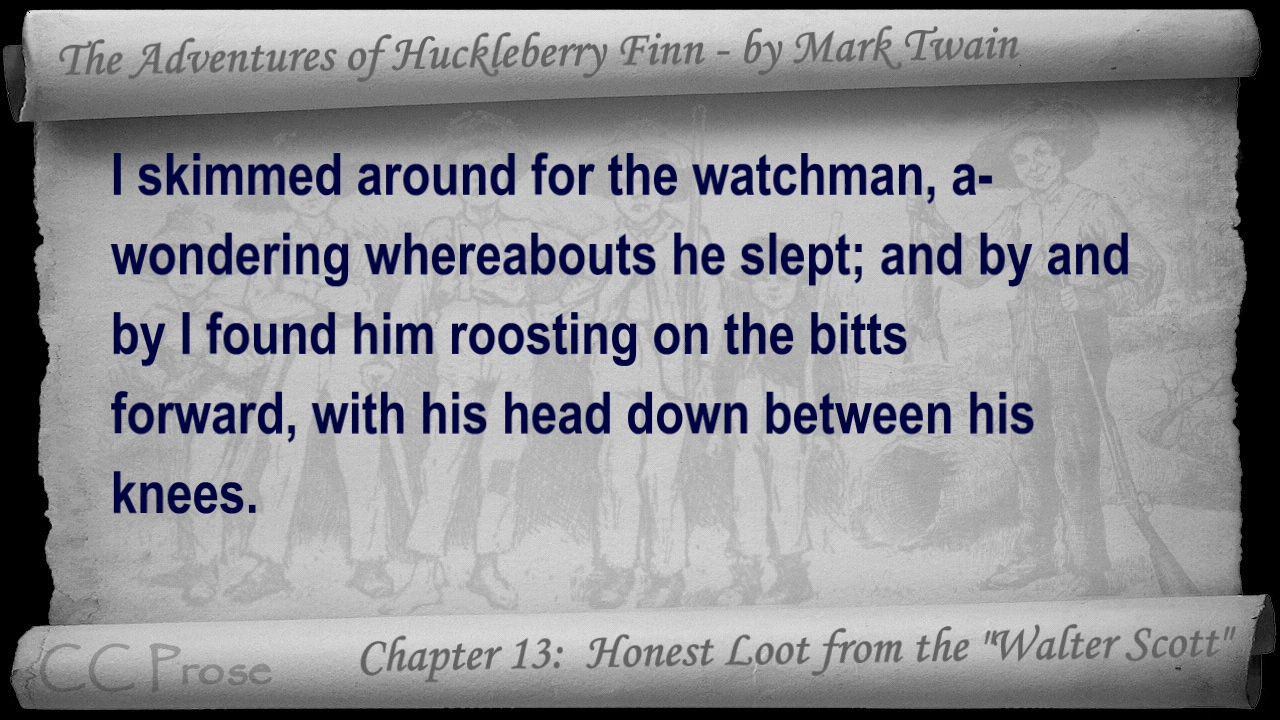 The Adventures of Huckleberry Finn - by Mark Twain
I skimmed around for the watchman, a-
wondering whereabouts he slept; and by and
by I found him roosting on the bitts
forward, with his head down between his
knees.
CC Prose
Chapter 13: Honest Loot from the "Walter Scott"